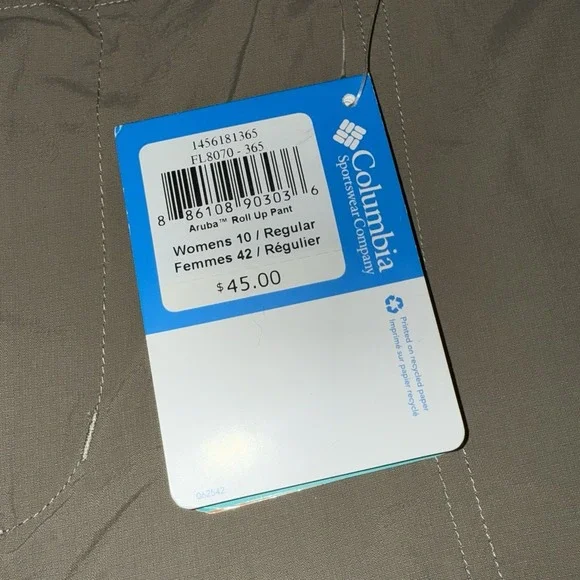 1456181365
FL8070 - 365
8 86108 90303 6
Aruba™ Roll Up Pant
Womens 10 / Regular
Femmes 42 / Régulier
$45.00
Columbia
Sportswear Company
Printed on recycled paper
Imprimé sur papier recyclé
062542